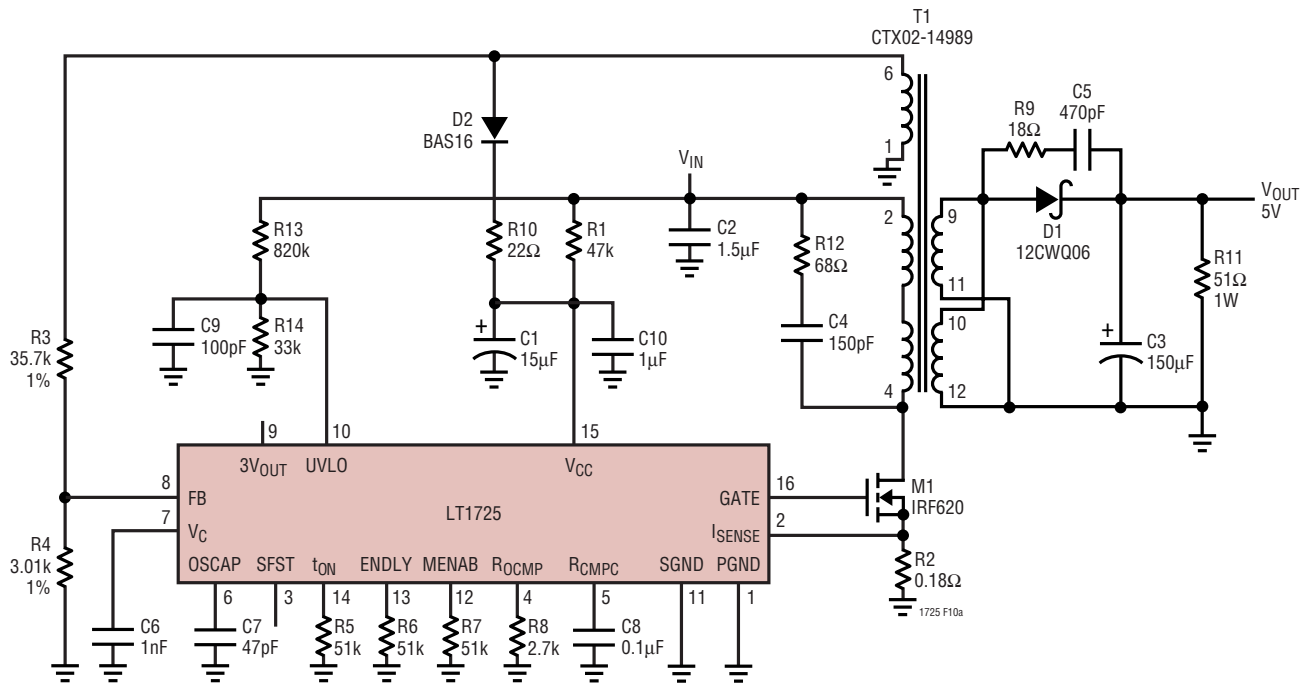 T1
CTX02-14989
6
1
D2
BAS16
R9
18Ω
C5
470pF
VIN
VOUT
5V
D1
12CWQ06
R13
820k
R10
22Ω
R1
47k
C2
1.5µF
R12
68Ω
2
9
11
10
12
4
R11
51Ω
1W
C9
100pF
R14
33k
+
C1
15µF
C10
1µF
C4
150pF
+
C3
150µF
R3
35.7k
1%
9
10
15
3VOUT
UVLO
VCC
8
FB
LT1725
GATE
16
M1
IRF620
7
VC
ISENSE
2
R4
3.01k
1%
OSCAP
SFST
tON
ENDLY
MENAB
ROCMP
RCMPC
SGND
PGND
R2
0.18Ω
6
3
14
13
12
4
5
11
1
1725 F10a
C6
1nF
C7
47pF
R5
51k
R6
51k
R7
51k
R8
2.7k
C8
0.1µF